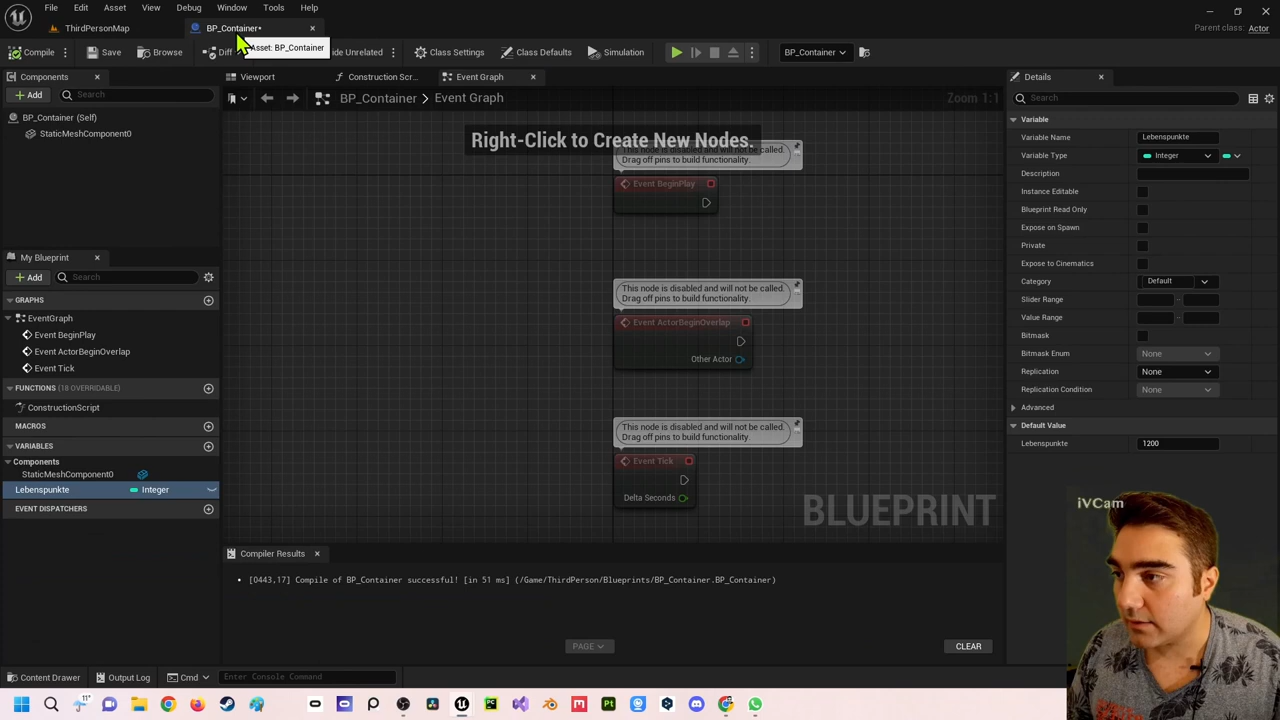 File Edit Asset View Debug Window Tools Help
ThirdPersonMap BP_Container•
Parent class: Actor
Asset: BP_Container
Compile Save Browse Diff de Unrelated Class Settings Class Defaults Simulation BP_Container
Components
Add Search
BP_Container (Self)
StaticMeshComponent0
Viewport Construction Scr... Event Graph
BP_Container > Event Graph Zoom 1:1
Right-Click to Create New Nodes.
This node is disabled and will not be called.
Drag off pins to build functionality.
Event BeginPlay
This node is disabled and will not be called.
Drag off pins to build functionality.
Event ActorBeginOverlap
Other Actor
This node is disabled and will not be called.
Drag off pins to build functionality.
Event Tick
Delta Seconds
BLUEPRINT
My Blueprint
Add Search
GRAPHS
EventGraph
Event BeginPlay
Event ActorBeginOverlap
Event Tick
FUNCTIONS (18 OVERRIDABLE)
ConstructionScript
MACROS
VARIABLES
Components
StaticMeshComponent0
Lebenspunkte Integer
EVENT DISPATCHERS
Compiler Results
[0443,17] Compile of BP_Container successful! [in 51 ms] (/Game/ThirdPerson/Blueprints/BP_Container.BP_Container)
PAGE
CLEAR
Details
Search
Variable
Variable Name Lebenspunkte
Variable Type Integer
Description
Instance Editable
Blueprint Read Only
Expose on Spawn
Private
Expose to Cinematics
Category Default
Slider Range
Value Range
Bitmask
Bitmask Enum None
Replication None
Replication Condition None
Advanced
Default Value
Lebenspunkte 1200
iVCam
Content Drawer Output Log Cmd Enter Console Command
11°